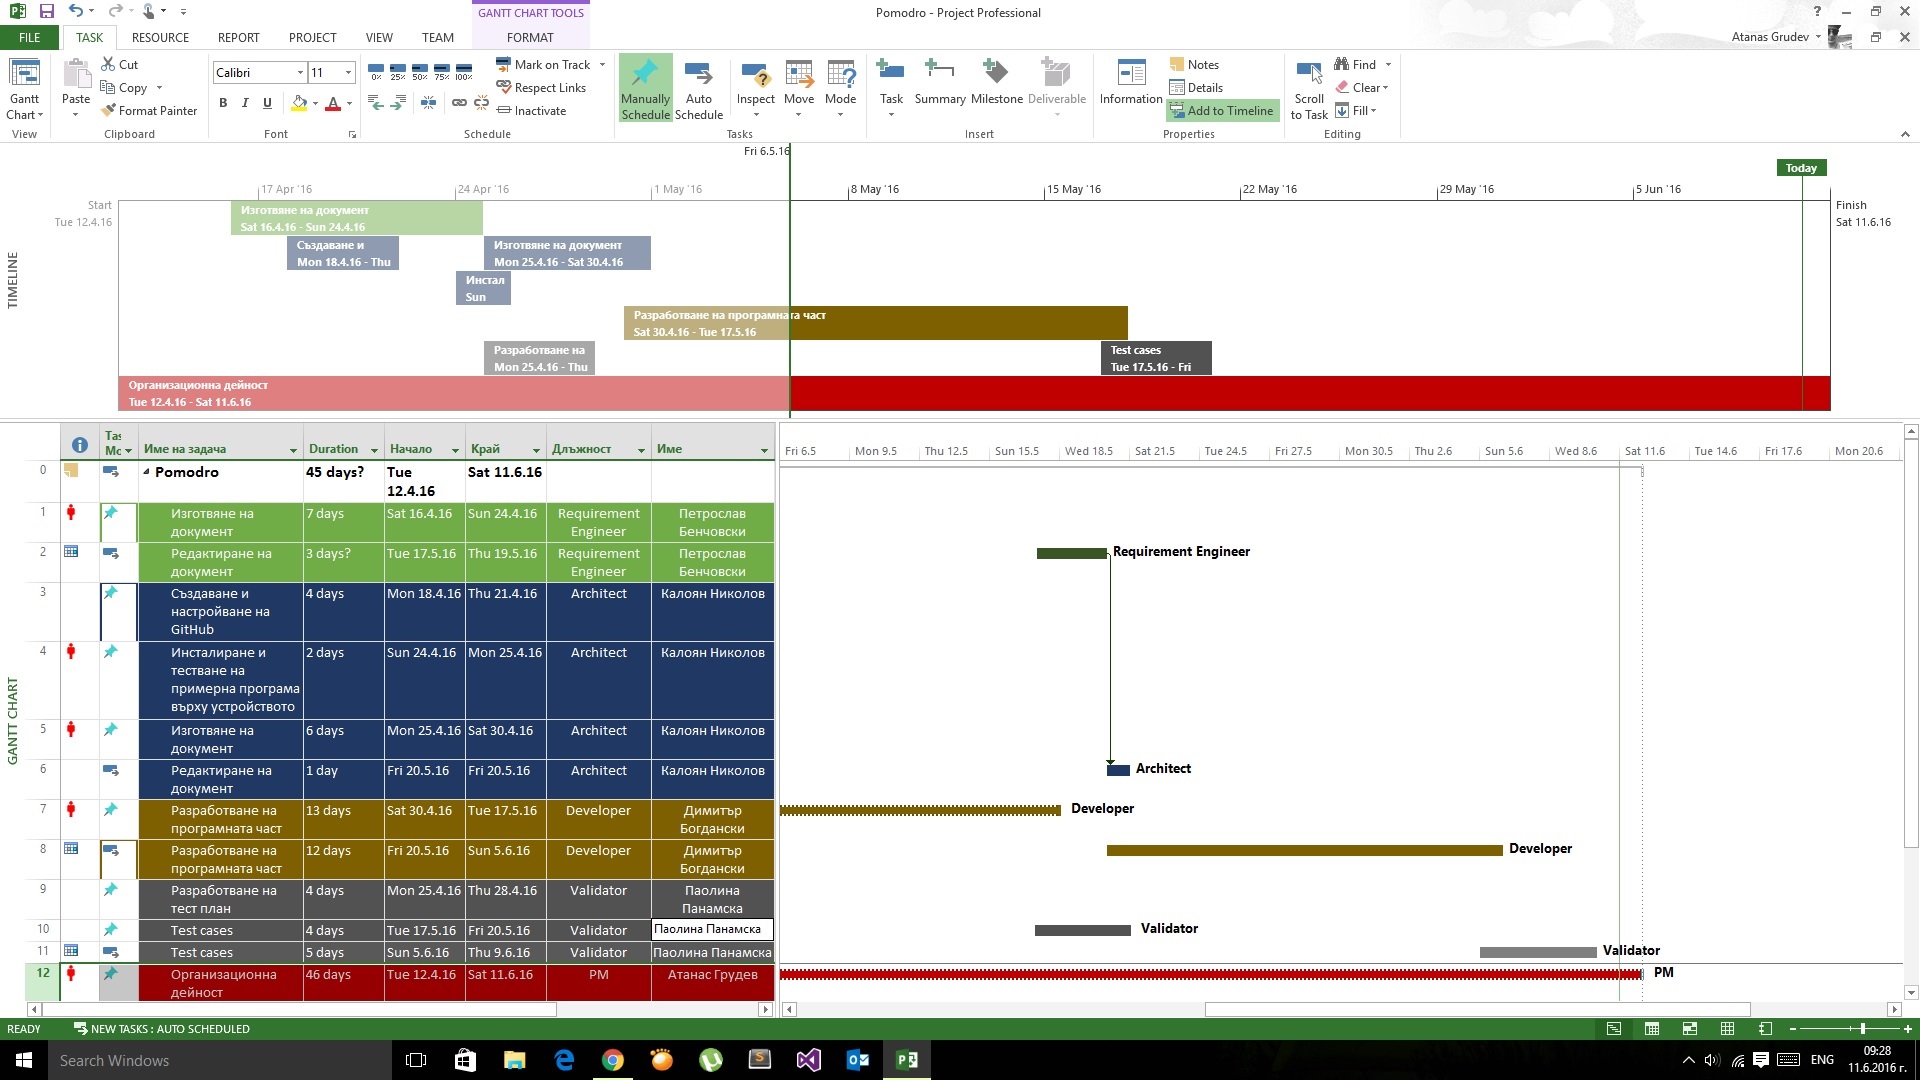 GANTT CHART TOOLS
Pomodro - Project Professional
FILE
TASK
RESOURCE
REPORT
PROJECT
VIEW
TEAM
FORMAT
Atanas Grudev
Gantt Chart
View
Paste
Cut
Copy
Format Painter
Clipboard
Calibri
11
B I U
Font
0% 25% 50% 75% 100%
Mark on Track
Respect Links
Inactivate
Schedule
Manually Schedule
Auto Schedule
Inspect
Move
Mode
Tasks
Task
Summary
Milestone
Deliverable
Insert
Information
Notes
Details
Add to Timeline
Properties
Scroll to Task
Find
Clear
Fill
Editing
TIMELINE
Fri 6.5.16
Today
17 Apr '16
24 Apr '16
1 May '16
8 May '16
15 May '16
22 May '16
29 May '16
5 Jun '16
Start
Tue 12.4.16
Finish
Sat 11.6.16
Изготвяне на документ
Sat 16.4.16 - Sun 24.4.16
Създаване и
Mon 18.4.16 - Thu
Изготвяне на документ
Mon 25.4.16 - Sat 30.4.16
Инстал
Sun
Разработване на програмната част
Sat 30.4.16 - Tue 17.5.16
Разработване на
Mon 25.4.16 - Thu
Test cases
Tue 17.5.16 - Fri
Организационна дейност
Tue 12.4.16 - Sat 11.6.16
GANTT CHART
Tas Mo
Име на задача
Duration
Начало
Край
Длъжност
Име
Fri 6.5
Mon 9.5
Thu 12.5
Sun 15.5
Wed 18.5
Sat 21.5
Tue 24.5
Fri 27.5
Mon 30.5
Thu 2.6
Sun 5.6
Wed 8.6
Sat 11.6
Tue 14.6
Fri 17.6
Mon 20.6
0 Pomodro 45 days? Tue 12.4.16 Sat 11.6.16
1 Изготвяне на документ 7 days Sat 16.4.16 Sun 24.4.16 Requirement Engineer Петрослав Бенчовски
2 Редактиране на документ 3 days? Tue 17.5.16 Thu 19.5.16 Requirement Engineer Петрослав Бенчовски
Requirement Engineer
3 Създаване и настройване на GitHub 4 days Mon 18.4.16 Thu 21.4.16 Architect Калоян Николов
4 Инсталиране и тестване на примерна програма върху устройството 2 days Sun 24.4.16 Mon 25.4.16 Architect Калоян Николов
5 Изготвяне на документ 6 days Mon 25.4.16 Sat 30.4.16 Architect Калоян Николов
6 Редактиране на документ 1 day Fri 20.5.16 Fri 20.5.16 Architect Калоян Николов
Architect
7 Разработване на програмната част 13 days Sat 30.4.16 Tue 17.5.16 Developer Димитър Богдански
Developer
8 Разработване на програмната част 12 days Fri 20.5.16 Sun 5.6.16 Developer Димитър Богдански
Developer
9 Разработване на тест план 4 days Mon 25.4.16 Thu 28.4.16 Validator Паолина Панамска
10 Test cases 4 days Tue 17.5.16 Fri 20.5.16 Validator Паолина Панамска
Validator
11 Test cases 5 days Sun 5.6.16 Thu 9.6.16 Validator Паолина Панамска
Validator
12 Организационна дейност 46 days Tue 12.4.16 Sat 11.6.16 PM Атанас Грудев
PM
READY
NEW TASKS : AUTO SCHEDULED
Search Windows
ENG
09:28
11.6.2016 г.